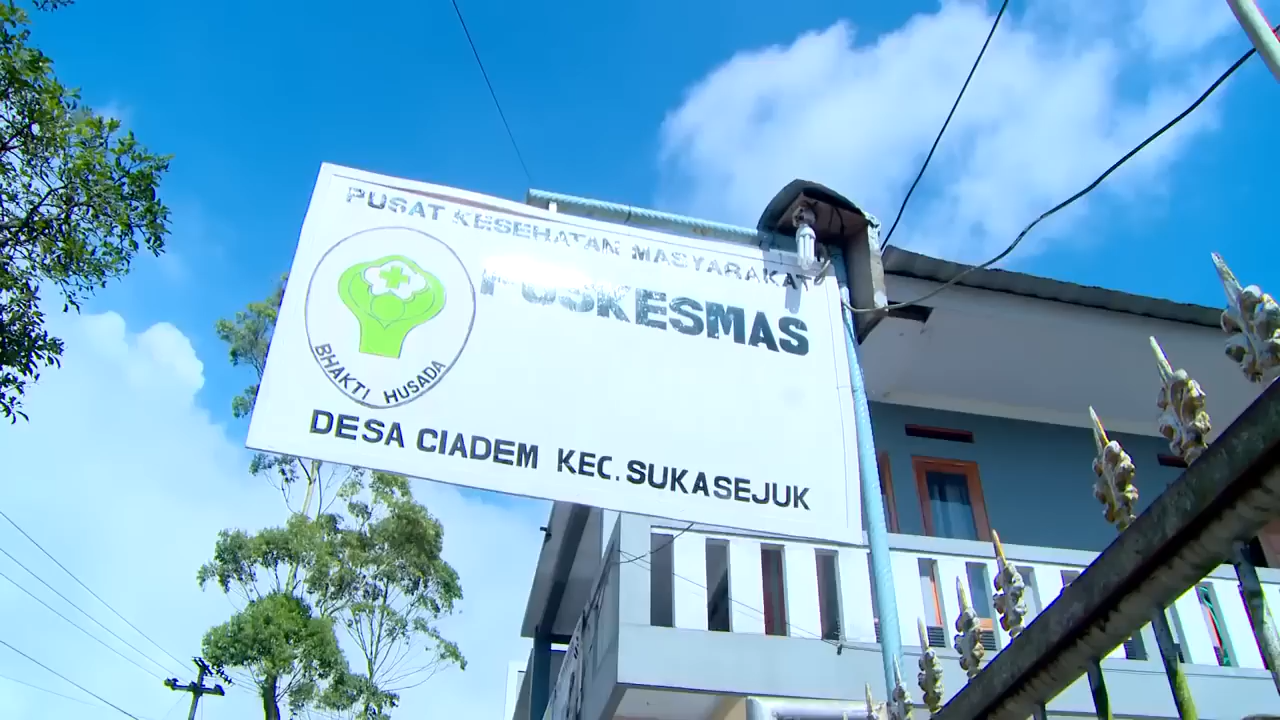 PUSAT KESEHATAN MASYARAKAT
PUSKESMAS
BHAKTI HUSADA
DESA CIADEM KEC. SUKASEJUK